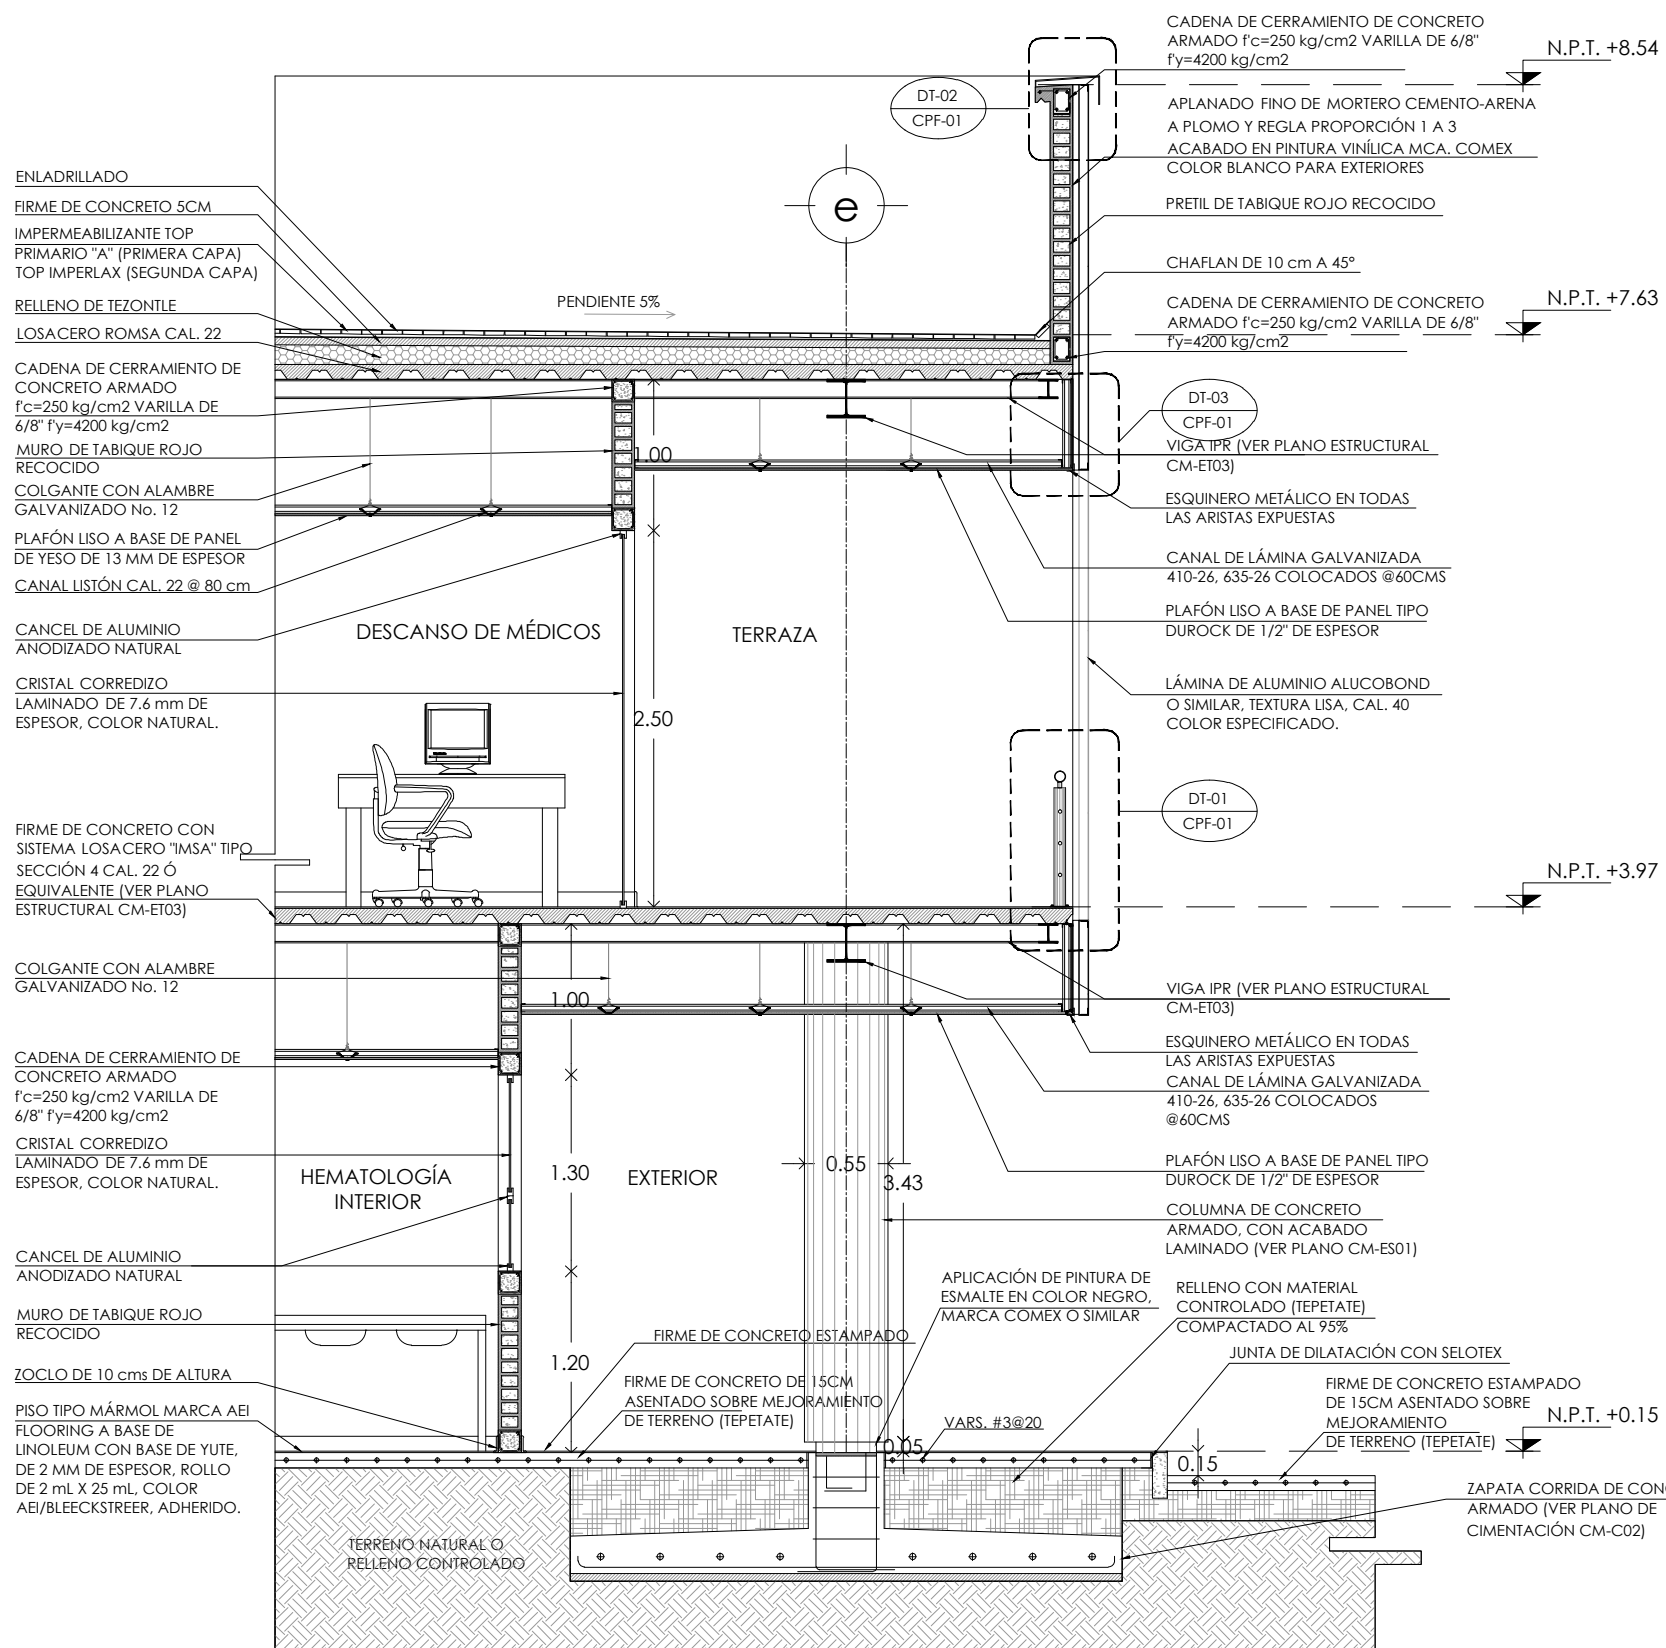 CADENA DE CERRAMIENTO DE CONCRETO
ARMADO f'c=250 kg/cm2 VARILLA DE 6/8"
f'y=4200 kg/cm2
N.P.T. +8.54
DT-02
CPF-01
APLANADO FINO DE MORTERO CEMENTO-ARENA
A PLOMO Y REGLA PROPORCIÓN 1 A 3
ACABADO EN PINTURA VINÍLICA MCA. COMEX
COLOR BLANCO PARA EXTERIORES
e
PRETIL DE TABIQUE ROJO RECOCIDO
CHAFLAN DE 10 cm A 45°
CADENA DE CERRAMIENTO DE CONCRETO
ARMADO f'c=250 kg/cm2 VARILLA DE 6/8"
f'y=4200 kg/cm2
N.P.T. +7.63
ENLADRILLADO
FIRME DE CONCRETO 5CM
IMPERMEABILIZANTE TOP
PRIMARIO "A" (PRIMERA CAPA)
TOP IMPERLAX (SEGUNDA CAPA)
RELLENO DE TEZONTLE
LOSACERO ROMSA CAL. 22
CADENA DE CERRAMIENTO DE
CONCRETO ARMADO
f'c=250 kg/cm2 VARILLA DE
6/8" f'y=4200 kg/cm2
MURO DE TABIQUE ROJO
RECOCIDO
COLGANTE CON ALAMBRE
GALVANIZADO No. 12
PLAFÓN LISO A BASE DE PANEL
DE YESO DE 13 MM DE ESPESOR
CANAL LISTÓN CAL. 22 @ 80 cm
CANCEL DE ALUMINIO
ANODIZADO NATURAL
CRISTAL CORREDIZO
LAMINADO DE 7.6 mm DE
ESPESOR, COLOR NATURAL.
PENDIENTE 5%
1.00
DESCANSO DE MÉDICOS
TERRAZA
2.50
DT-03
CPF-01
VIGA IPR (VER PLANO ESTRUCTURAL
CM-ET03)
ESQUINERO METÁLICO EN TODAS
LAS ARISTAS EXPUESTAS
CANAL DE LÁMINA GALVANIZADA
410-26, 635-26 COLOCADOS @60CMS
PLAFÓN LISO A BASE DE PANEL TIPO
DUROCK DE 1/2" DE ESPESOR
LÁMINA DE ALUMINIO ALUCOBOND
O SIMILAR, TEXTURA LISA, CAL. 40
COLOR ESPECIFICADO.
DT-01
CPF-01
N.P.T. +3.97
FIRME DE CONCRETO CON
SISTEMA LOSACERO "IMSA" TIPO
SECCIÓN 4 CAL. 22 Ó
EQUIVALENTE (VER PLANO
ESTRUCTURAL CM-ET03)
COLGANTE CON ALAMBRE
GALVANIZADO No. 12
CADENA DE CERRAMIENTO DE
CONCRETO ARMADO
f'c=250 kg/cm2 VARILLA DE
6/8" f'y=4200 kg/cm2
CRISTAL CORREDIZO
LAMINADO DE 7.6 mm DE
ESPESOR, COLOR NATURAL.
CANCEL DE ALUMINIO
ANODIZADO NATURAL
MURO DE TABIQUE ROJO
RECOCIDO
ZOCLO DE 10 cms DE ALTURA
PISO TIPO MÁRMOL MARCA AEI
FLOORING A BASE DE
LINOLEUM CON BASE DE YUTE,
DE 2 MM DE ESPESOR, ROLLO
DE 2 mL X 25 mL, COLOR
AEI/BLEECKSTREER, ADHERIDO.
1.00
HEMATOLOGÍA
INTERIOR
1.30
EXTERIOR
0.55
3.43
1.20
VIGA IPR (VER PLANO ESTRUCTURAL
CM-ET03)
ESQUINERO METÁLICO EN TODAS
LAS ARISTAS EXPUESTAS
CANAL DE LÁMINA GALVANIZADA
410-26, 635-26 COLOCADOS
@60CMS
PLAFÓN LISO A BASE DE PANEL TIPO
DUROCK DE 1/2" DE ESPESOR
COLUMNA DE CONCRETO
ARMADO, CON ACABADO
LAMINADO (VER PLANO CM-ES01)
APLICACIÓN DE PINTURA DE
ESMALTE EN COLOR NEGRO,
MARCA COMEX O SIMILAR
RELLENO CON MATERIAL
CONTROLADO (TEPETATE)
COMPACTADO AL 95%
FIRME DE CONCRETO ESTAMPADO
JUNTA DE DILATACIÓN CON SELOTEX
FIRME DE CONCRETO DE 15CM
ASENTADO SOBRE MEJORAMIENTO
DE TERRENO (TEPETATE)
VARS. #3@20
0.05
FIRME DE CONCRETO ESTAMPADO
DE 15CM ASENTADO SOBRE
MEJORAMIENTO
DE TERRENO (TEPETATE)
N.P.T. +0.15
0.15
ZAPATA CORRIDA DE CON
ARMADO (VER PLANO DE
CIMENTACIÓN CM-C02)
TERRENO NATURAL O
RELLENO CONTROLADO